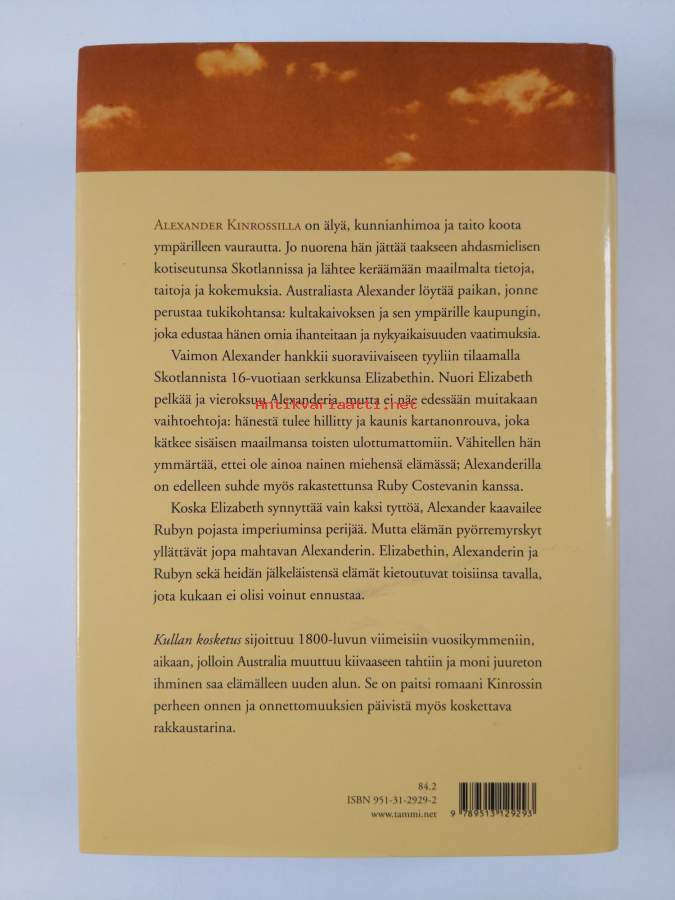 ALEXANDER KINROSSILLA on älyä, kunnianhimoa ja taito koota
ympärilleen vaurautta. Jo nuorena hän jättää taakseen ahdasmielisen
kotiseutunsa Skotlannissa ja lähtee keräämään maailmalta tietoja,
taitoja ja kokemuksia. Australiasta Alexander löytää paikan, jonne
perustaa tukikohtansa: kultakaivoksen ja sen ympärille kaupungin,
joka edustaa hänen omia ihanteitaan ja nykyaikaisuuden vaatimuksia.
Vaimon Alexander hankkii suoraviivaiseen tyyliin tilaamalla
Skotlannista 16-vuotiaan serkkunsa Elizabethin. Nuori Elizabeth
pelkää ja vieroksuu Alexanderia, mutta ei näe edessään muitakaan
Antikvariaatti.net
vaihtoehtoja: hänestä tulee hillitty ja kaunis kartanonrouva, joka
kätkee sisäisen maailmansa toisten ulottumattomiin. Vähitellen hän
ymmärtää, ettei ole ainoa nainen miehensä elämässä; Alexanderilla
on edelleen suhde myös rakastettunsa Ruby Costevanin kanssa.
Koska Elizabeth synnyttää vain kaksi tyttöä, Alexander kaavailee
Rubyn pojasta imperiuminsa perijää. Mutta elämän pyörremyrskyt
yllättävät jopa mahtavan Alexanderin. Elizabethin, Alexanderin ja
Rubyn sekä heidän jälkeläistensä elämät kietoutuvat toisiinsa tavalla,
jota kukaan ei olisi voinut ennustaa.
Kullan kosketus sijoittuu 1800-luvun viimeisiin vuosikymmeniin,
aikaan, jolloin Australia muuttuu kiivaaseen tahtiin ja moni juureton
ihminen saa elämälleen uuden alun. Se on paitsi romaani Kinrossin
perheen onnen ja onnettomuuksien päivistä myös koskettava
rakkaustarina.
84.2
ISBN 951-31-2929-2
www.tammi.net
9 789513 129293